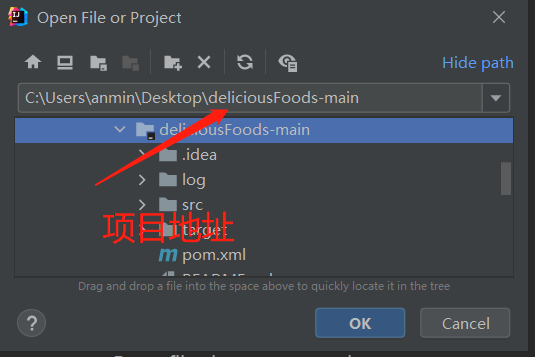 Open File or Project
Hide path
C:\Users\anmin\Desktop\deliciousFoods-main
deliciousFoods-main
.idea
log
src
target
项目地址
pom.xml
Drag and drop a file into the space above to quickly locate it in the tree
?
OK
Cancel